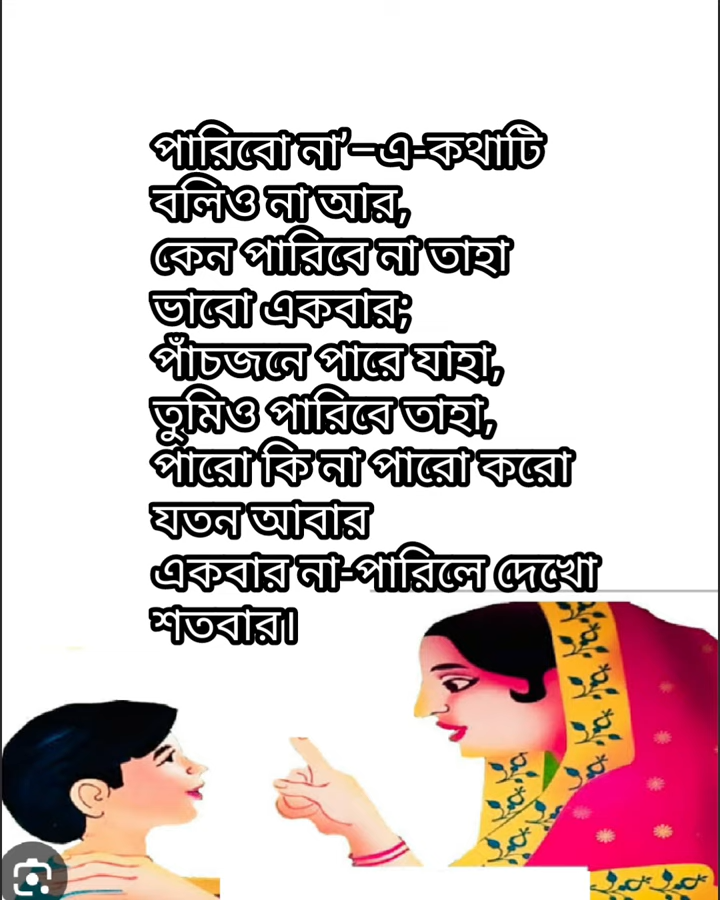 পারিবো না’–এ-কথাটি
বলিও না আর,
কেন পারিবে না তাহা
ভাবো একবার;
পাঁচজনে পারে যাহা,
তুমিও পারিবে তাহা,
পারো কি না পারো করো
যতন আবার
একবার না-পারিলে দেখো
শতবার।